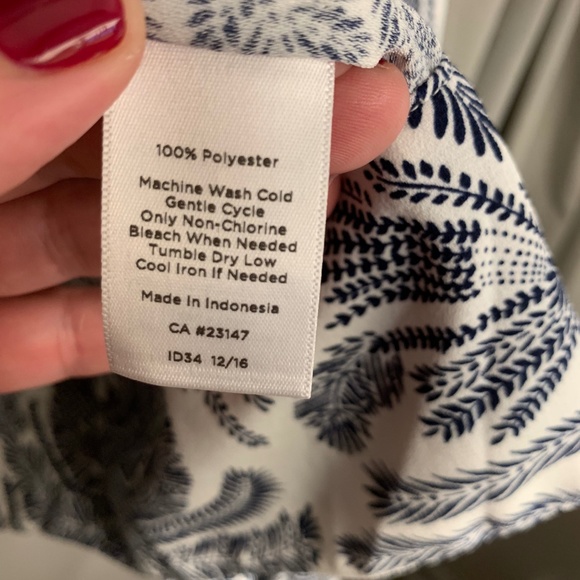 100% Polyester
Machine Wash Cold
Gentle Cycle
Only Non-Chlorine
Bleach When Needed
Tumble Dry Low
Cool Iron If Needed
Made In Indonesia
CA #23147
ID34 12/16